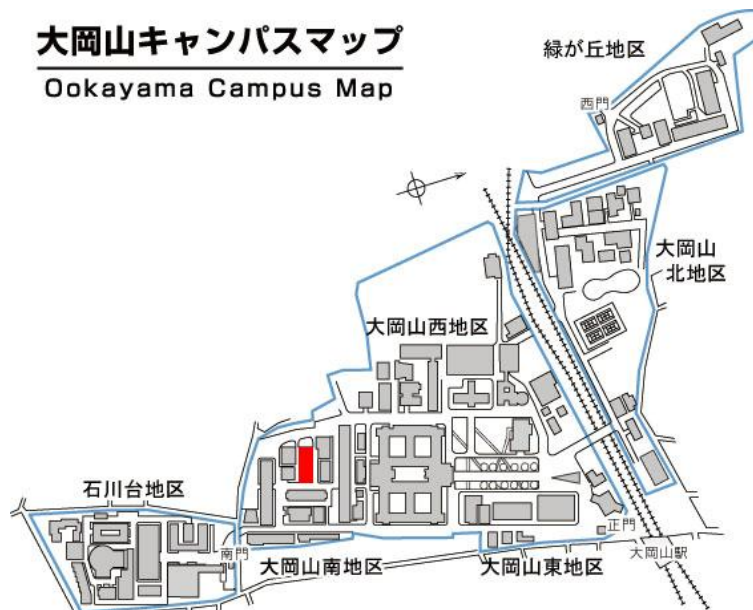 大岡山キャンパスマップ
Ookayama Campus Map
緑が丘地区
西門
大岡山
北地区
大岡山西地区
石川台地区
南門
大岡山南地区
大岡山東地区
正門
大岡山駅